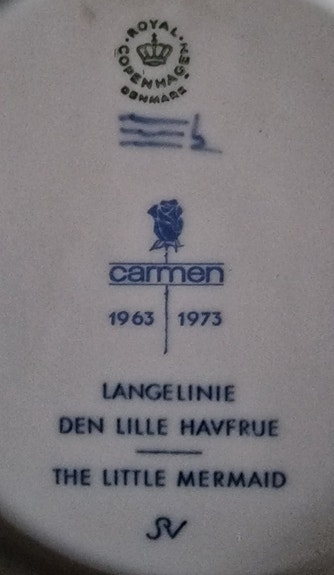 ROYAL
COPENHAGEN
DENMARK
carmen
1963 1973
LANGELINIE
DEN LILLE HAVFRUE
THE LITTLE MERMAID
SV